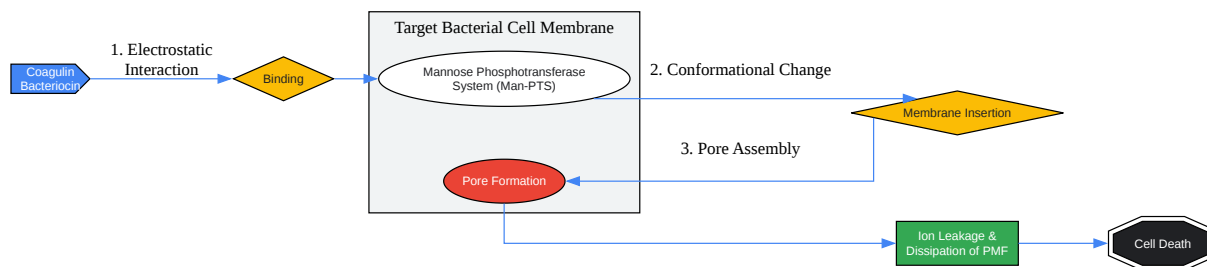 Target Bacterial Cell Membrane
1. Electrostatic
Interaction
Coagulin
Bacteriocin
Binding
Mannose Phosphotransferase
System (Man-PTS)
2. Conformational Change
Membrane Insertion
3. Pore Assembly
Pore Formation
Ion Leakage &
Dissipation of PMF
Cell Death